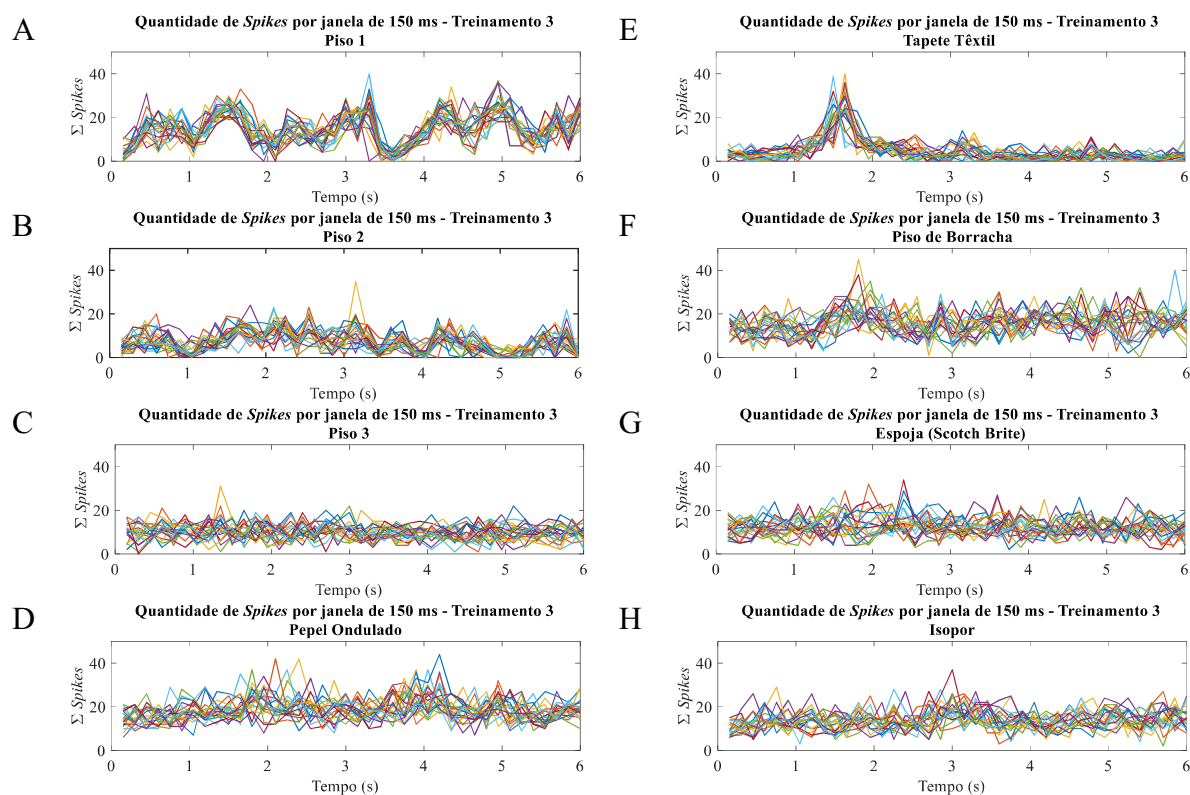 A
Quantidade de Spikes por janela de 150 ms - Treinamento 3
Piso 1
Σ Spikes
40
20
0
0 1 2 3 4 5 6
Tempo (s)
B
Quantidade de Spikes por janela de 150 ms - Treinamento 3
Piso 2
Σ Spikes
40
20
0
0 1 2 3 4 5 6
Tempo (s)
C
Quantidade de Spikes por janela de 150 ms - Treinamento 3
Piso 3
Σ Spikes
40
20
0
0 1 2 3 4 5 6
Tempo (s)
D
Quantidade de Spikes por janela de 150 ms - Treinamento 3
Pepel Ondulado
Σ Spikes
40
20
0
0 1 2 3 4 5 6
Tempo (s)
E
Quantidade de Spikes por janela de 150 ms - Treinamento 3
Tapete Têxtil
Σ Spikes
40
20
0
0 1 2 3 4 5 6
Tempo (s)
F
Quantidade de Spikes por janela de 150 ms - Treinamento 3
Piso de Borracha
Σ Spikes
40
20
0
0 1 2 3 4 5 6
Tempo (s)
G
Quantidade de Spikes por janela de 150 ms - Treinamento 3
Espoja (Scotch Brite)
Σ Spikes
40
20
0
0 1 2 3 4 5 6
Tempo (s)
H
Quantidade de Spikes por janela de 150 ms - Treinamento 3
Isopor
Σ Spikes
40
20
0
0 1 2 3 4 5 6
Tempo (s)